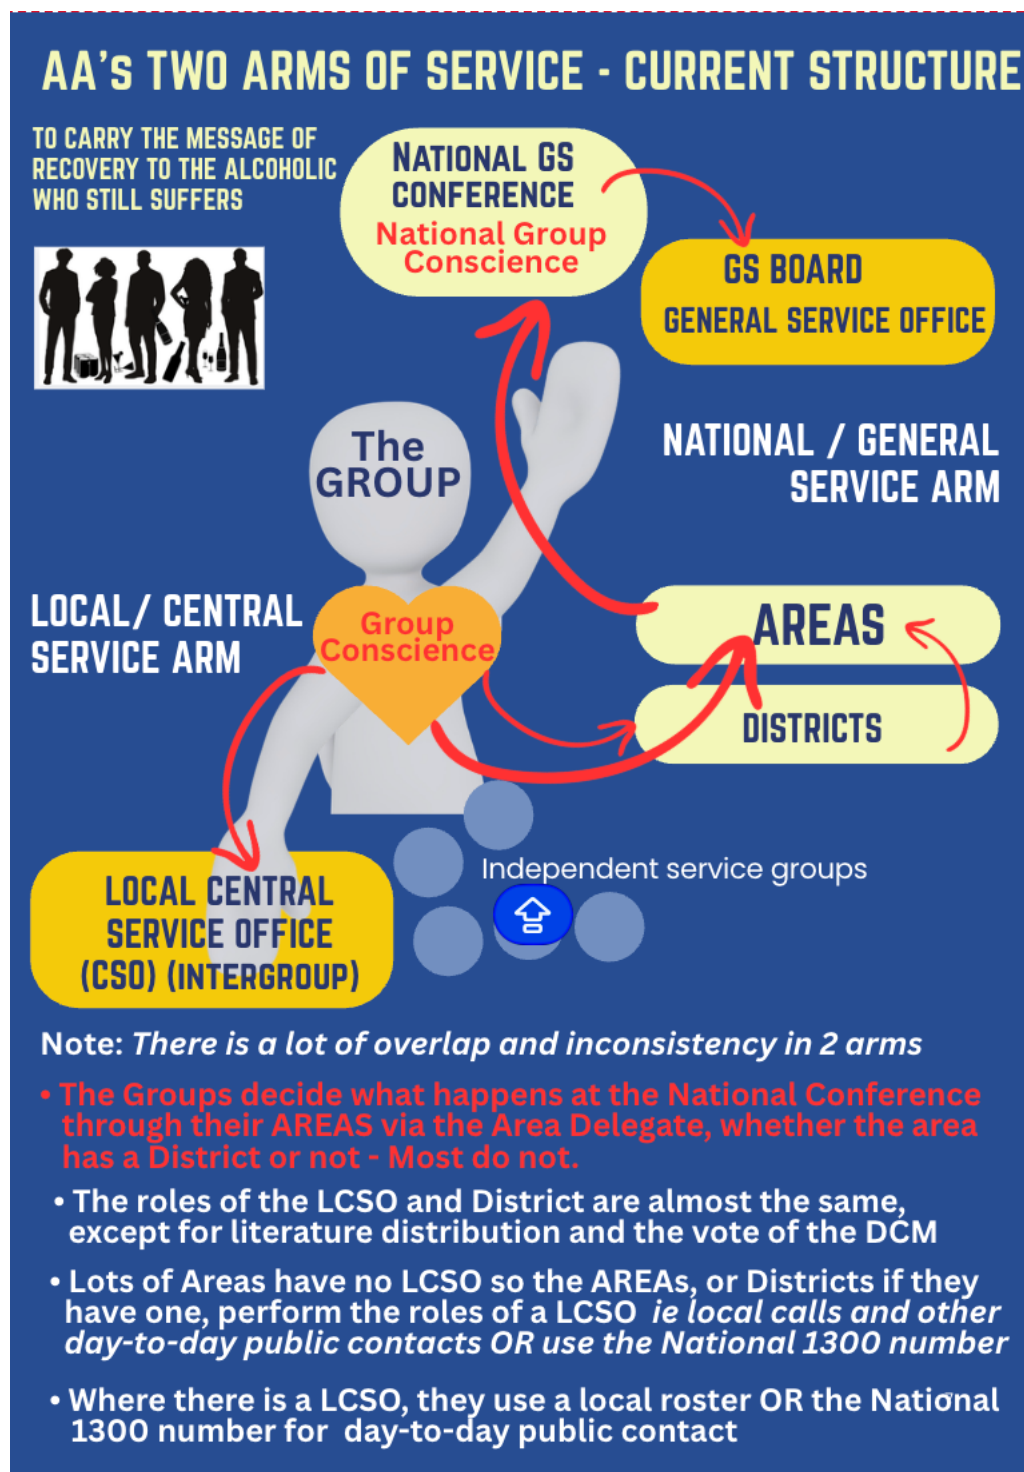 AA's TWO ARMS OF SERVICE - CURRENT STRUCTURE
TO CARRY THE MESSAGE OF
RECOVERY TO THE ALCOHOLIC
WHO STILL SUFFERS
NATIONAL GS
CONFERENCE
National Group
Conscience
GS BOARD
GENERAL SERVICE OFFICE
The
GROUP
NATIONAL / GENERAL
SERVICE ARM
LOCAL/ CENTRAL
SERVICE ARM
Group
Conscience
AREAS
DISTRICTS
Independent service groups
LOCAL CENTRAL
SERVICE OFFICE
(CSO) (INTERGROUP)
Note: There is a lot of overlap and inconsistency in 2 arms
• The Groups decide what happens at the National Conference
through their AREAS via the Area Delegate, whether the area
has a District or not - Most do not.
• The roles of the LCSO and District are almost the same,
except for literature distribution and the vote of the DCM
• Lots of Areas have no LCSO so the AREAs, or Districts if they
have one, perform the roles of a LCSO ie local calls and other
day-to-day public contacts OR use the National 1300 number
• Where there is a LCSO, they use a local roster OR the National
1300 number for day-to-day public contact